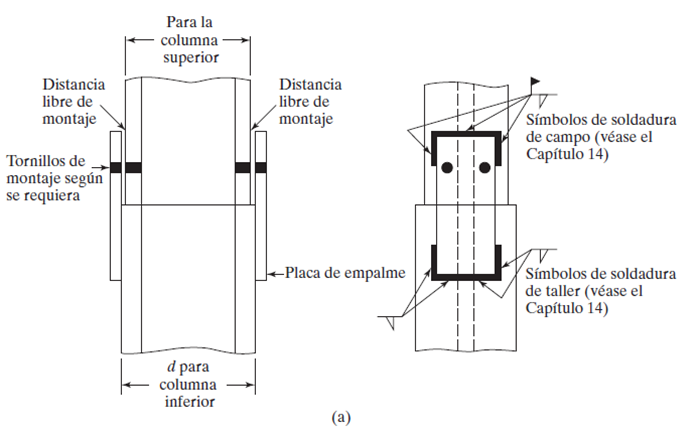 Para la
columna
superior
Distancia
libre de
montaje
Distancia
libre de
montaje
Tornillos de
montaje según
se requiera
Placa de empalme
d para
columna
inferior
Símbolos de soldadura
de campo (véase el
Capítulo 14)
Símbolos de soldadura
de taller (véase el
Capítulo 14)
(a)